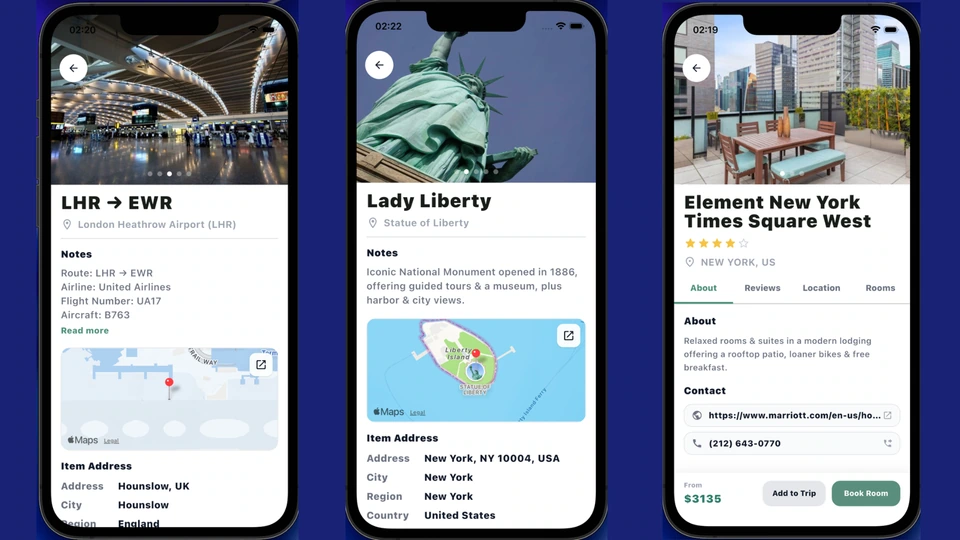 02:20
LHR → EWR
London Heathrow Airport (LHR)
Notes
Route: LHR → EWR
Airline: United Airlines
Flight Number: UA17
Aircraft: B763
Read more
Maps
Legal
Item Address
Address Hounslow, UK
City Hounslow
Region England
02:22
Lady Liberty
Statue of Liberty
Notes
Iconic National Monument opened in 1886,
offering guided tours & a museum, plus
harbor & city views.
Liberty
Island
STATUE OF
LIBERTY
Island Ferry
Maps
Legal
Item Address
Address New York, NY 10004, USA
City New York
Region New York
Country United States
02:19
Element New York
Times Square West
NEW YORK, US
About Reviews Location Rooms
About
Relaxed rooms & suites in a modern lodging
offering a rooftop patio, loaner bikes & free
breakfast.
Contact
https://www.marriott.com/en-us/ho...
(212) 643-0770
From
$3135
Add to Trip
Book Room